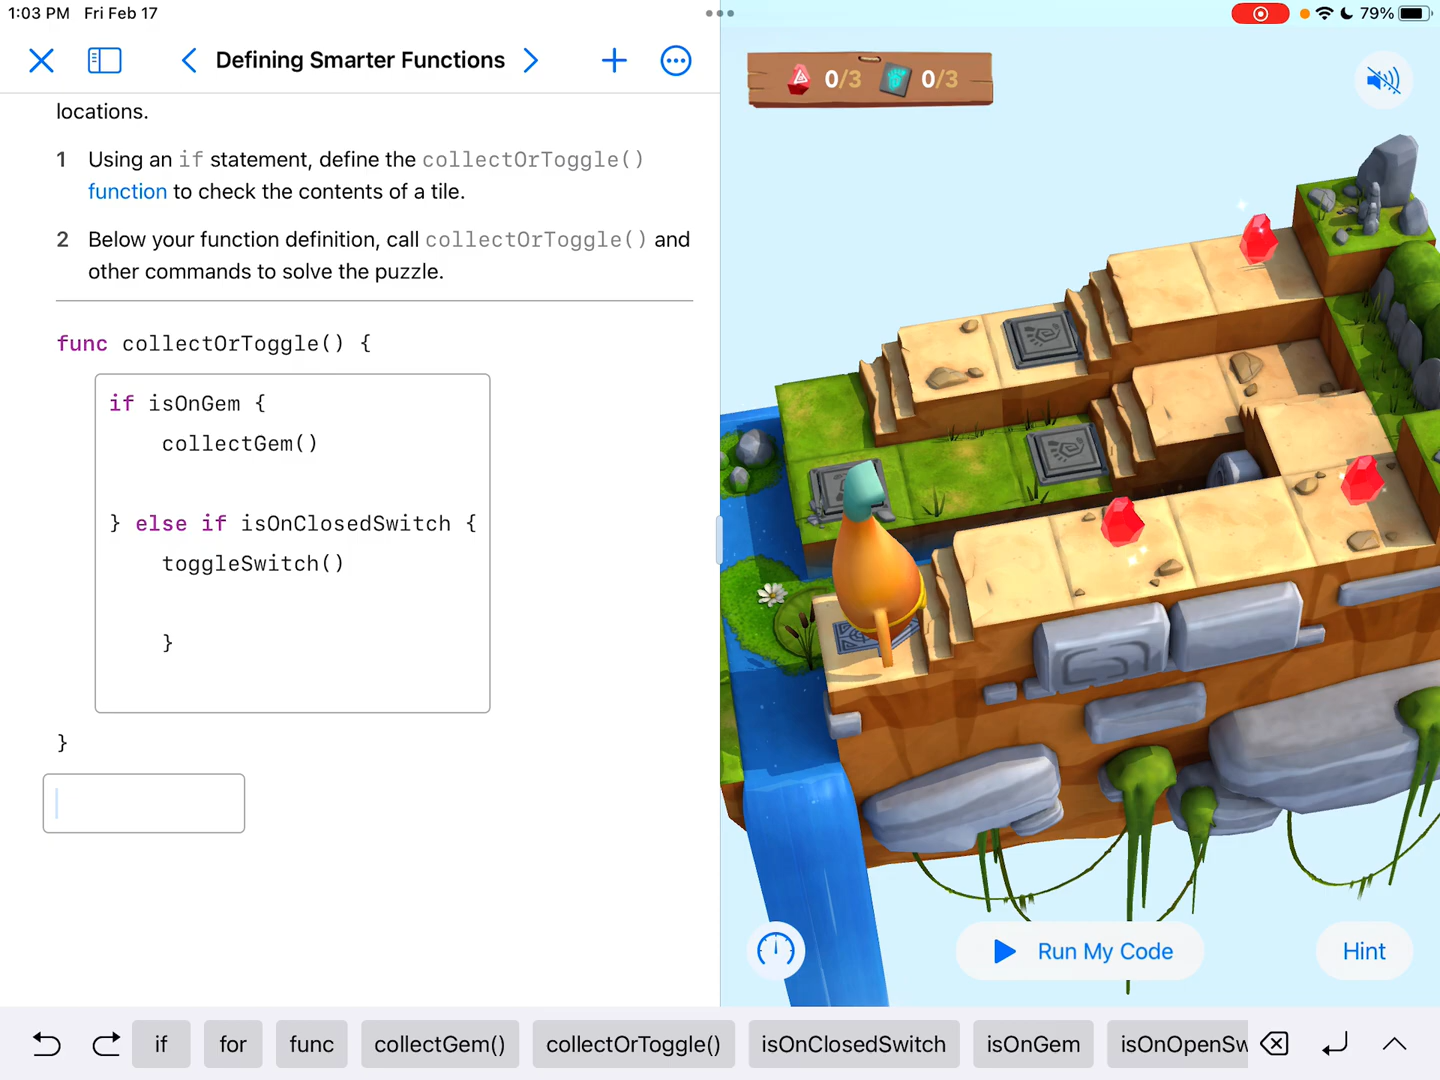 1:03 PM Fri Feb 17
79%
Defining Smarter Functions
locations.
1 Using an if statement, define the collectOrToggle()
function to check the contents of a tile.
2 Below your function definition, call collectOrToggle() and
other commands to solve the puzzle.
func collectOrToggle() {
if isOnGem {
collectGem()
} else if isOnClosedSwitch {
toggleSwitch()
}
}
0/3 0/3
Run My Code
Hint
if for func collectGem() collectOrToggle() isOnClosedSwitch isOnGem isOnOpenSw